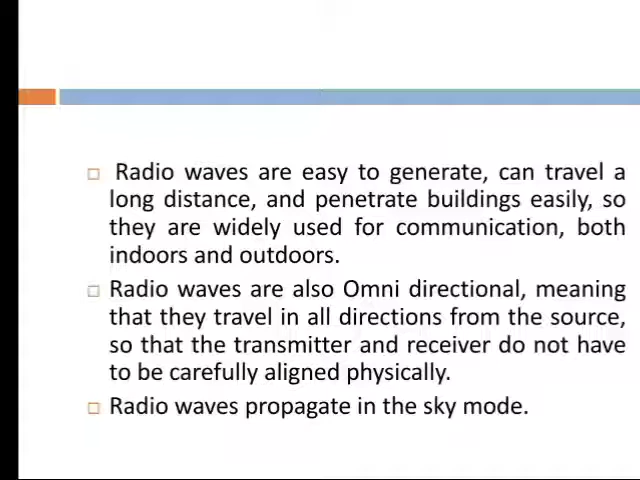 Radio waves are easy to generate, can travel a
long distance, and penetrate buildings easily, so
they are widely used for communication, both
indoors and outdoors.
Radio waves are also Omni directional, meaning
that they travel in all directions from the source,
so that the transmitter and receiver do not have
to be carefully aligned physically.
Radio waves propagate in the sky mode.